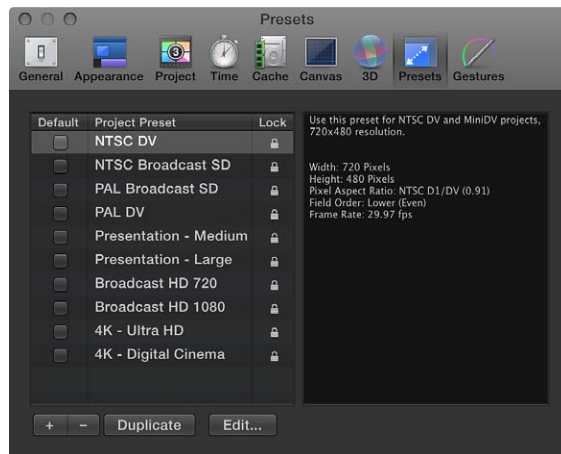 Presets
General Appearance Project Time Cache Canvas 3D Presets Gestures
3
Default Project Preset Lock
NTSC DV
NTSC Broadcast SD
PAL Broadcast SD
PAL DV
Presentation - Medium
Presentation - Large
Broadcast HD 720
Broadcast HD 1080
4K - Ultra HD
4K - Digital Cinema
Use this preset for NTSC DV and MiniDV projects,
720x480 resolution.
Width: 720 Pixels
Height: 480 Pixels
Pixel Aspect Ratio: NTSC D1/DV (0.91)
Field Order: Lower (Even)
Frame Rate: 29.97 fps
+ - Duplicate Edit...